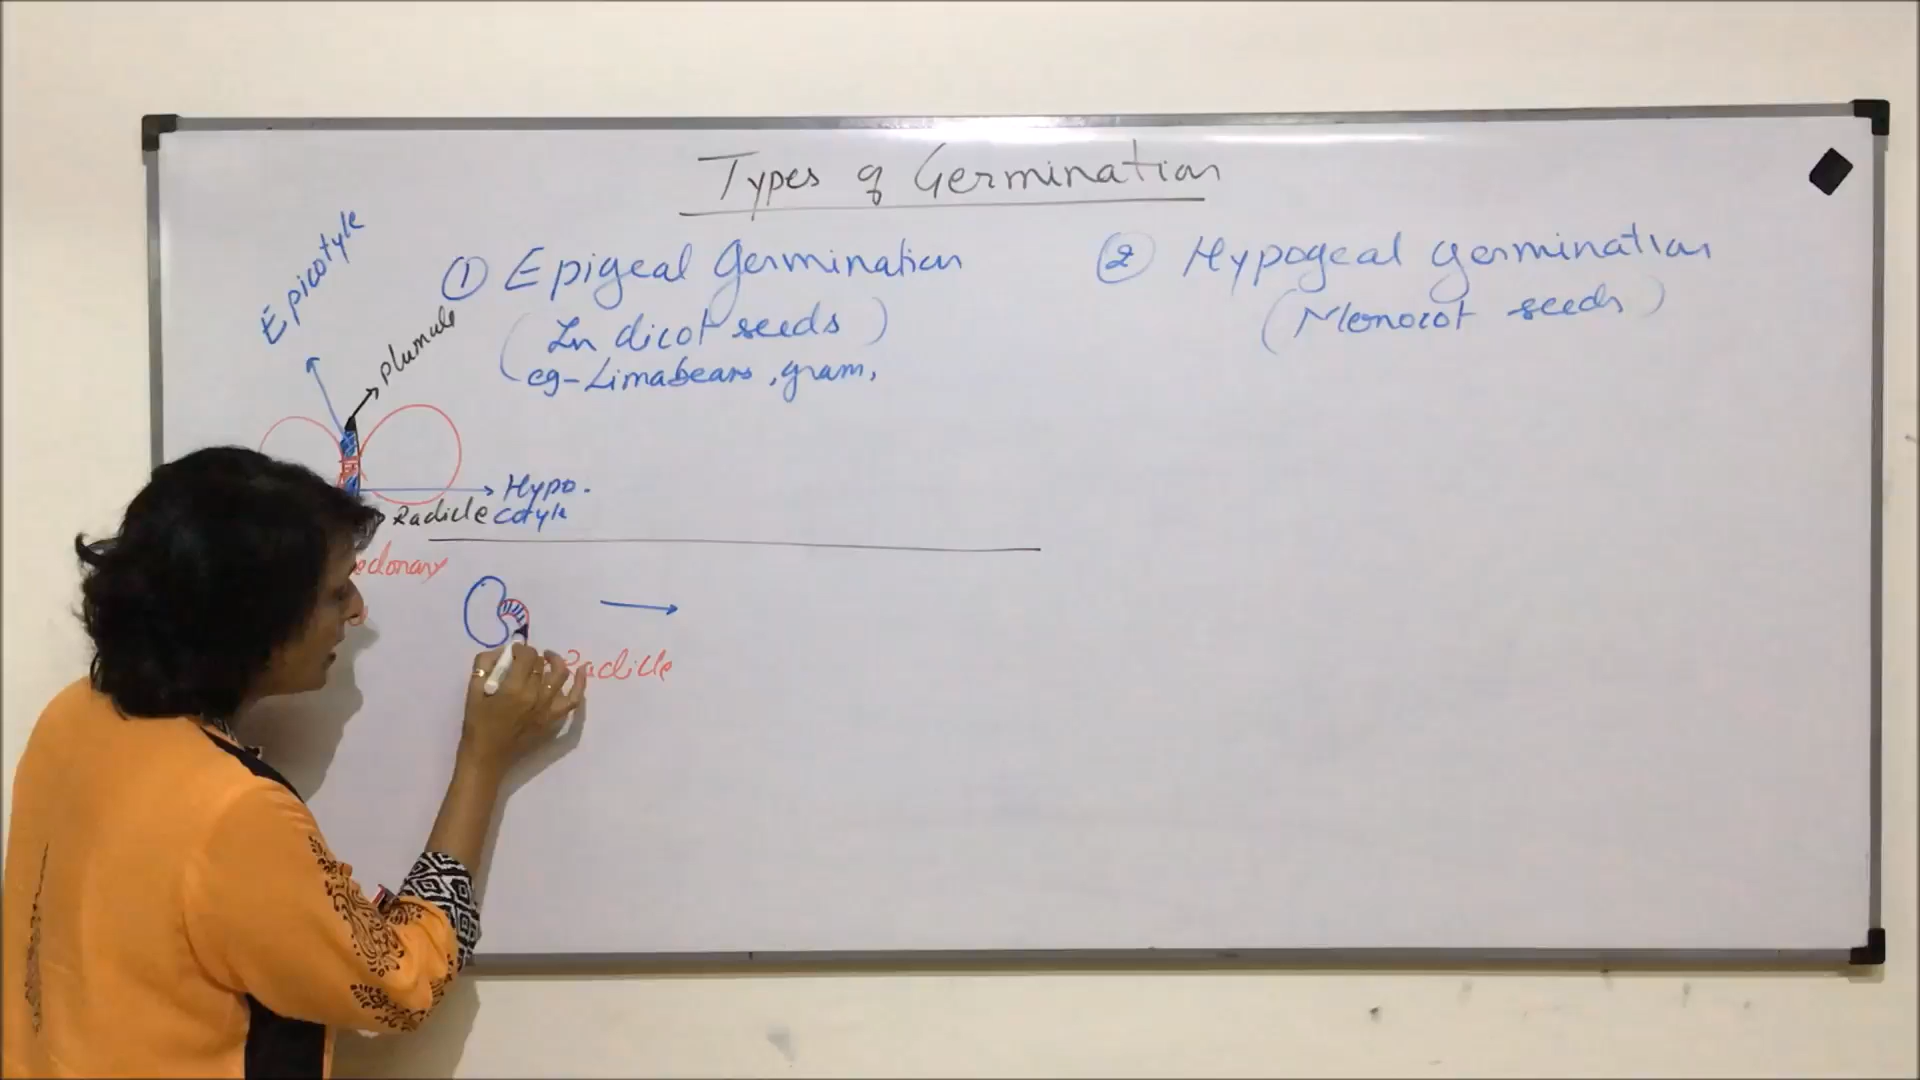 Types of Germination
① Epigeal Germination
(In dicot seeds)
eg-Limabeans, gram,
② Hypogeal germination
(Monocot seeds)
Epicotyle
plumule
Hypo.
cotyle
Radicle
Radicle